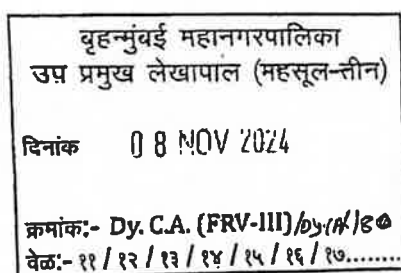 बृहन्मुंबई महानगरपालिका
उप प्रमुख लेखापाल (महसूल-तीन)
दिनांक 08 NOV 2024
क्रमांक:- Dy. C.A. (FRV-III)
वेळ:- ११ / १२ / १३ / १४ / १५ / १६ / १७........